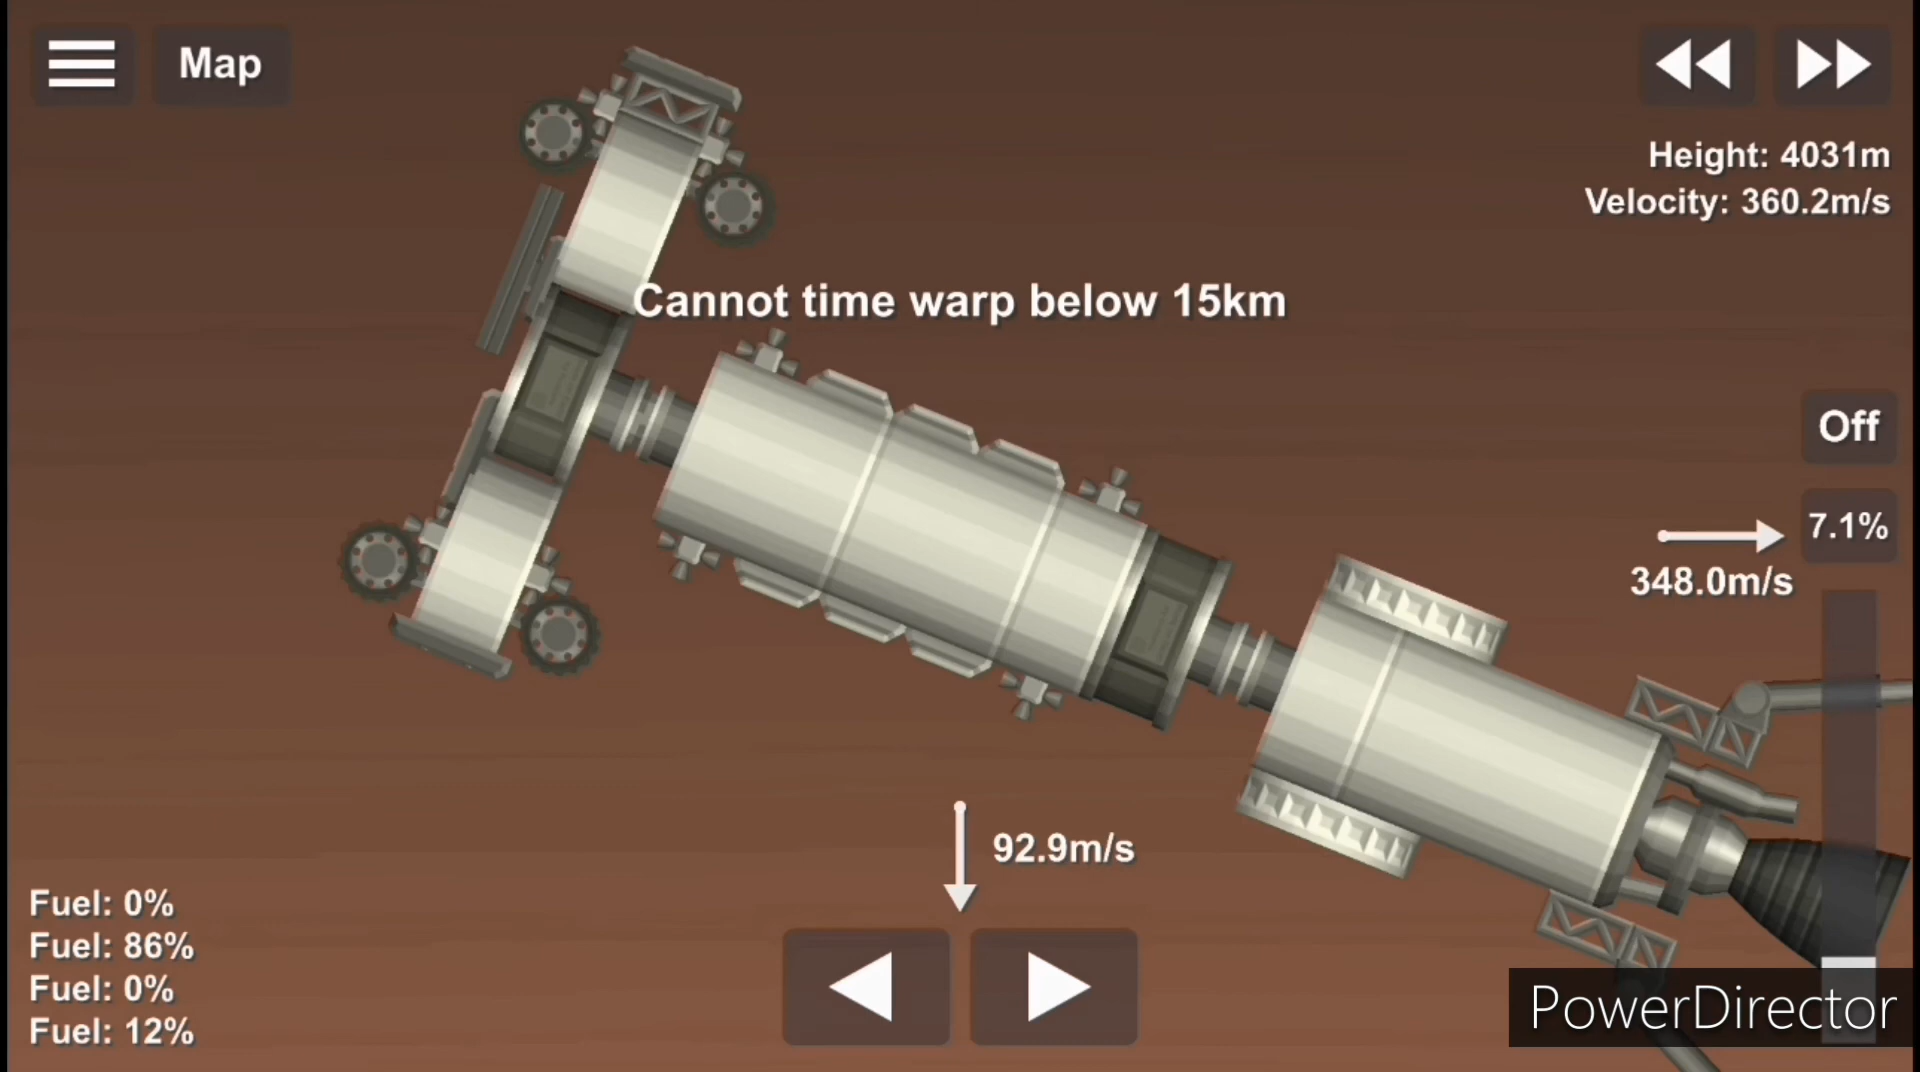 Map
Height: 4031m
Velocity: 360.2m/s
Cannot time warp below 15km
Off
7.1%
348.0m/s
92.9m/s
Fuel: 0%
Fuel: 86%
Fuel: 0%
Fuel: 12%
PowerDirector